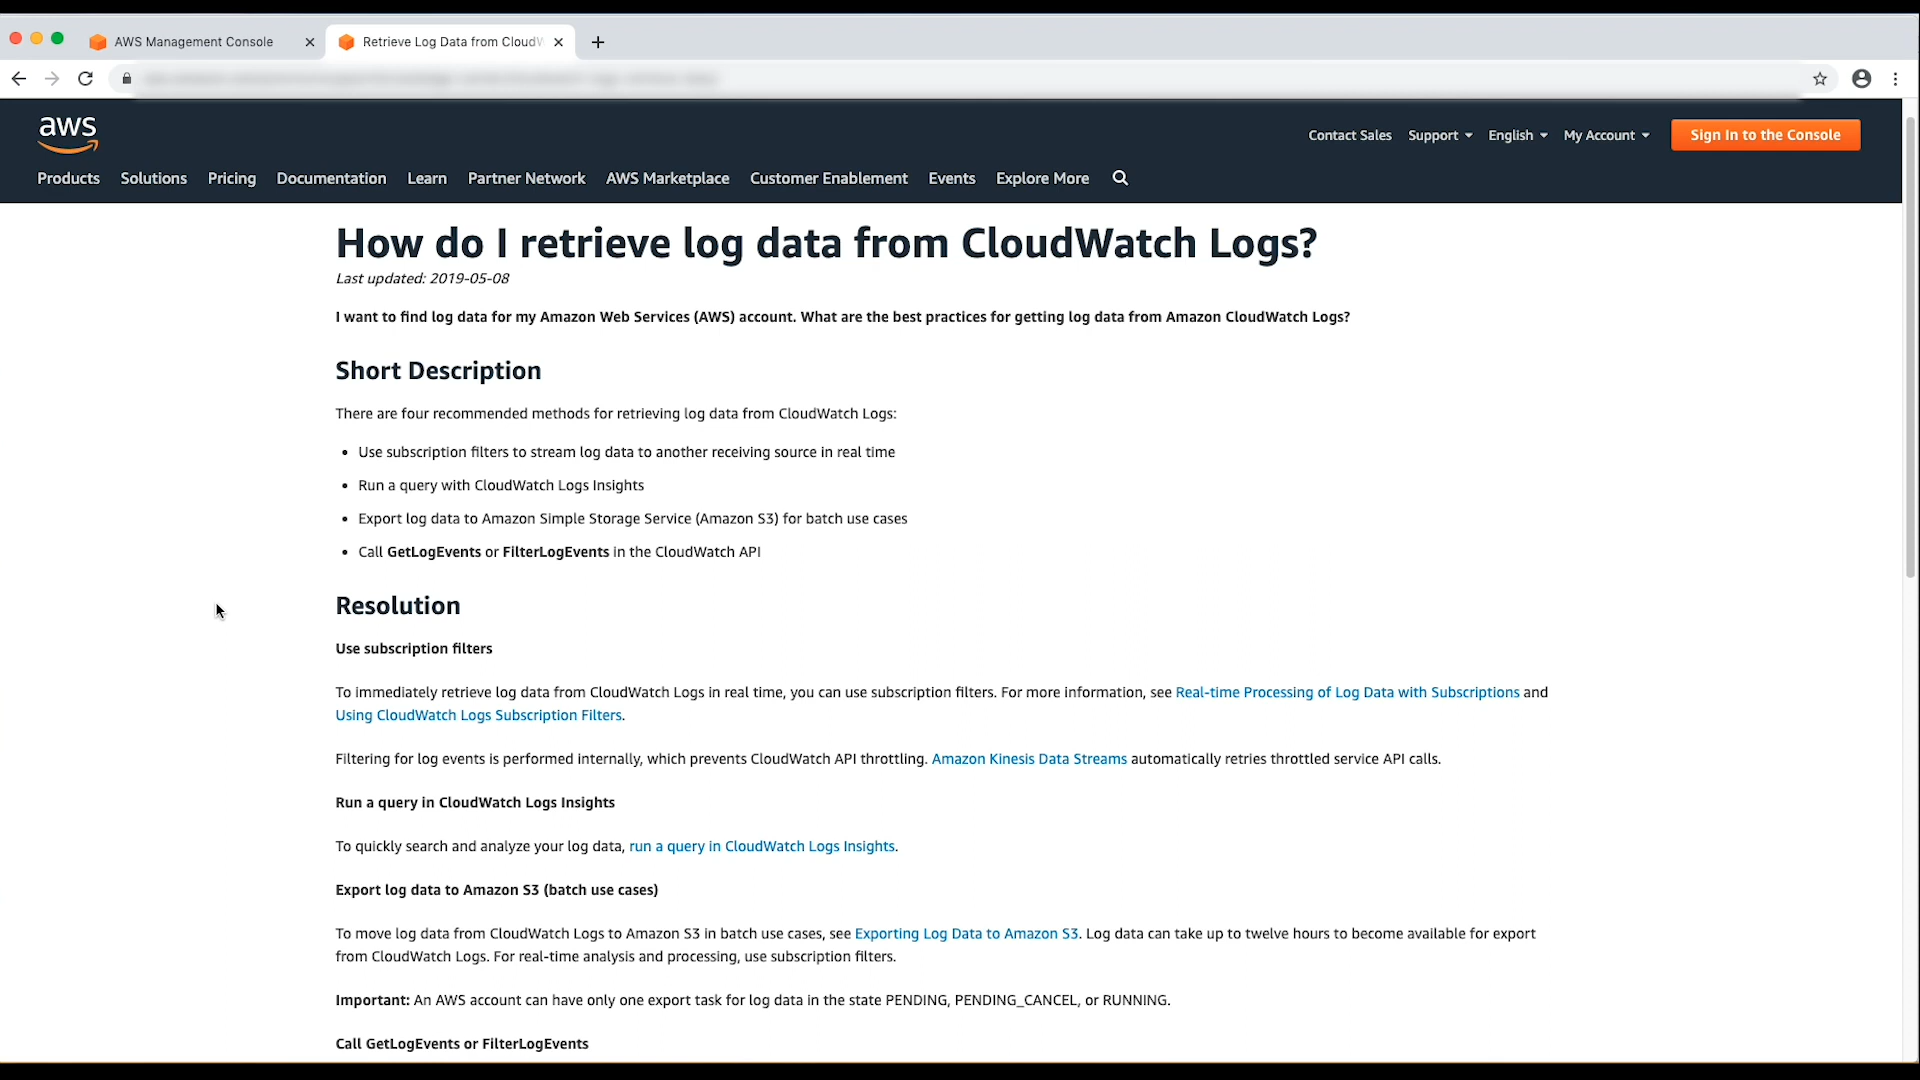 AWS Management Console
Retrieve Log Data from CloudW
aws
Contact Sales Support English My Account Sign In to the Console
Products Solutions Pricing Documentation Learn Partner Network AWS Marketplace Customer Enablement Events Explore More
How do I retrieve log data from CloudWatch Logs?
Last updated: 2019-05-08
I want to find log data for my Amazon Web Services (AWS) account. What are the best practices for getting log data from Amazon CloudWatch Logs?
Short Description
There are four recommended methods for retrieving log data from CloudWatch Logs:
• Use subscription filters to stream log data to another receiving source in real time
• Run a query with CloudWatch Logs Insights
• Export log data to Amazon Simple Storage Service (Amazon S3) for batch use cases
• Call GetLogEvents or FilterLogEvents in the CloudWatch API
Resolution
Use subscription filters
To immediately retrieve log data from CloudWatch Logs in real time, you can use subscription filters. For more information, see Real-time Processing of Log Data with Subscriptions and
Using CloudWatch Logs Subscription Filters.
Filtering for log events is performed internally, which prevents CloudWatch API throttling. Amazon Kinesis Data Streams automatically retries throttled service API calls.
Run a query in CloudWatch Logs Insights
To quickly search and analyze your log data, run a query in CloudWatch Logs Insights.
Export log data to Amazon S3 (batch use cases)
To move log data from CloudWatch Logs to Amazon S3 in batch use cases, see Exporting Log Data to Amazon S3. Log data can take up to twelve hours to become available for export
from CloudWatch Logs. For real-time analysis and processing, use subscription filters.
Important: An AWS account can have only one export task for log data in the state PENDING, PENDING_CANCEL, or RUNNING.
Call GetLogEvents or FilterLogEvents